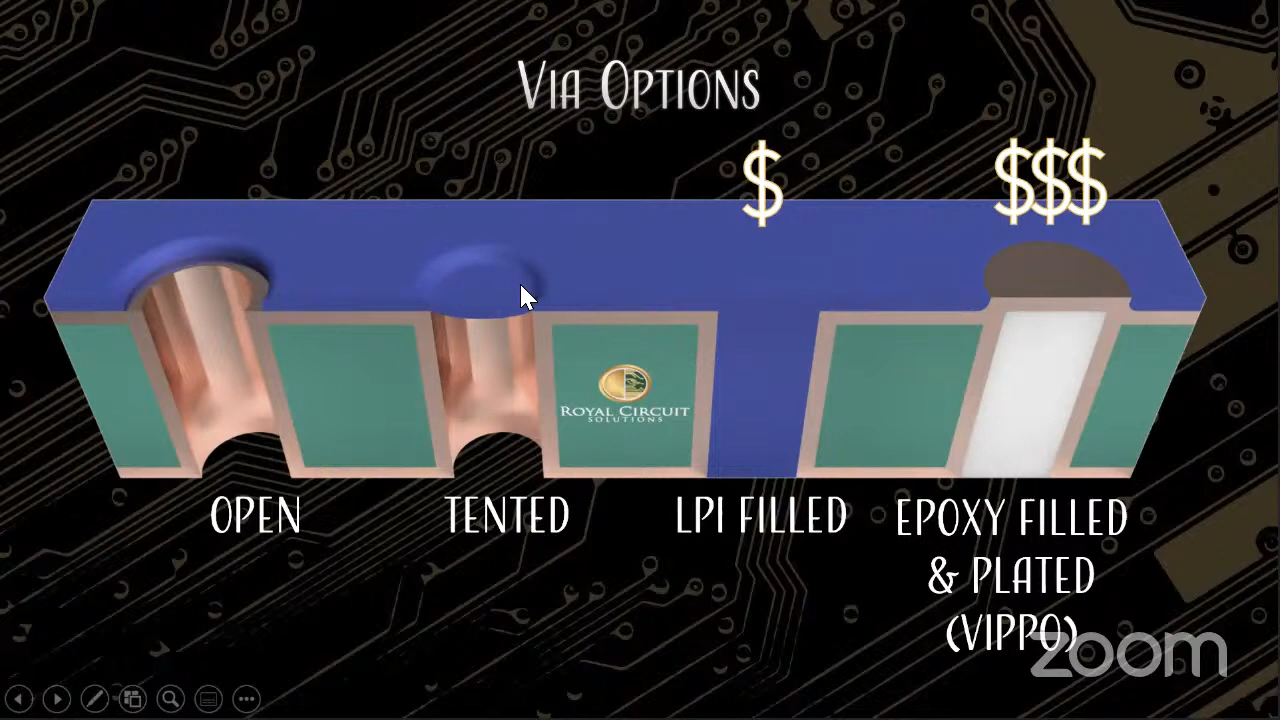 VIA OPTIONS
$
$$$
ROYAL CIRCUIT
SOLUTIONS
OPEN
TENTED
LPI FILLED
EPOXY FILLED
& PLATED
(VIPPO)
zoom